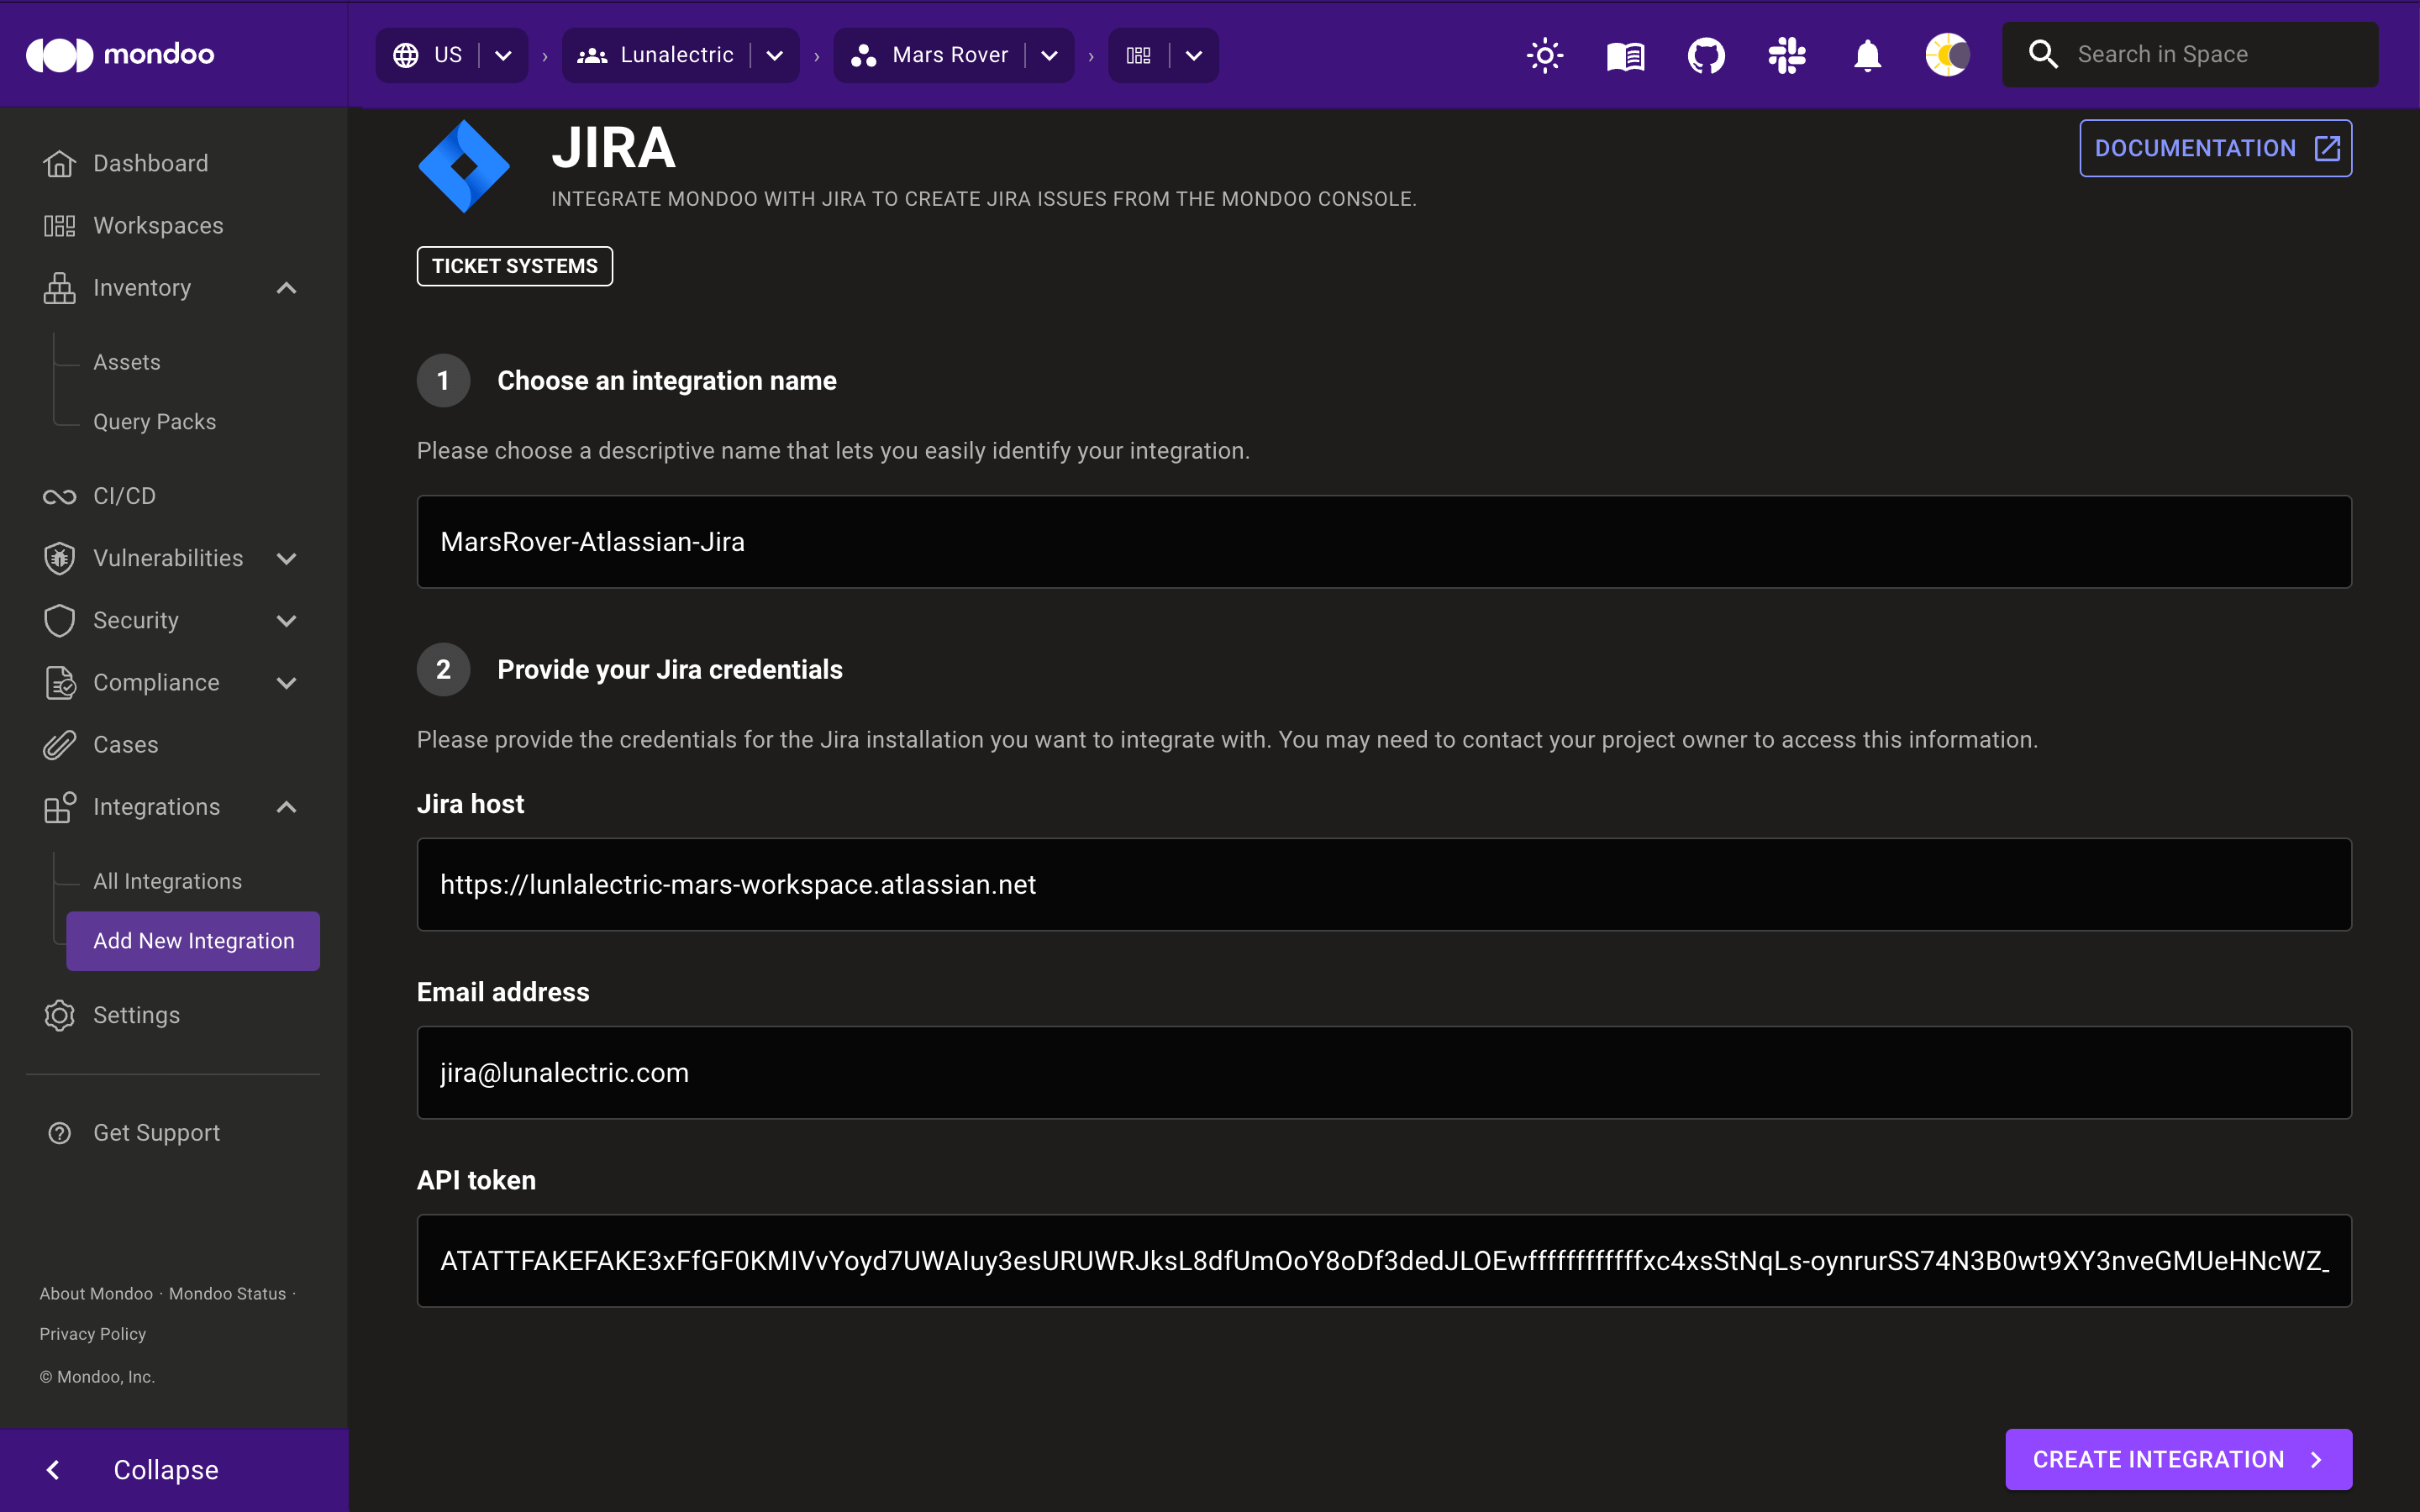 mondoo
US
Lunalectric
Mars Rover
Search in Space
Dashboard
Workspaces
Inventory
Assets
Query Packs
CI/CD
Vulnerabilities
Security
Compliance
Cases
Integrations
All Integrations
Add New Integration
Settings
Get Support
About Mondoo · Mondoo Status ·
Privacy Policy
© Mondoo, Inc.
Collapse
JIRA
DOCUMENTATION
INTEGRATE MONDOO WITH JIRA TO CREATE JIRA ISSUES FROM THE MONDOO CONSOLE.
TICKET SYSTEMS
1 Choose an integration name
Please choose a descriptive name that lets you easily identify your integration.
MarsRover-Atlassian-Jira
2 Provide your Jira credentials
Please provide the credentials for the Jira installation you want to integrate with. You may need to contact your project owner to access this information.
Jira host
https://lunlalectric-mars-workspace.atlassian.net
Email address
jira@lunalectric.com
API token
ATATTFAKEFAKE3xFfGF0KMIVvYoyd7UWAIuy3esURUWRJksL8dfUmOoY8oDf3dedJLOEwfffffffffffffxc4xsStNqLs-oynrurSS74N3B0wt9XY3nveGMUeHNcWZ_
CREATE INTEGRATION